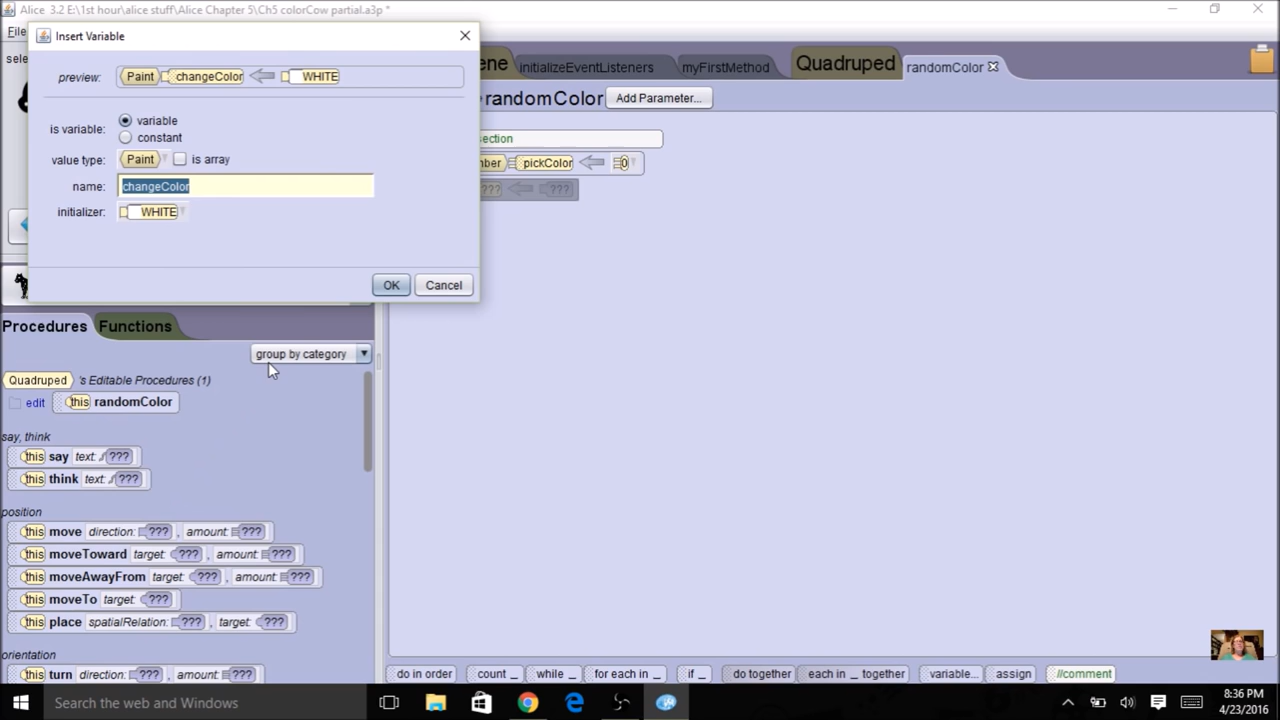 Alice 3.2 E:\1st hour\alice stuff\Alice Chapter 5\Ch5 colorCow partial.a3p *
File
Insert Variable
preview: Paint changeColor WHITE
is variable: variable
constant
value type: Paint is array
name: changeColor
initializer: WHITE
OK Cancel
ene initializeEventListeners myFirstMethod Quadruped randomColor
randomColor Add Parameter...
section
nber pickColor 0
??? ???
Procedures Functions
group by category
Quadruped 's Editable Procedures (1)
edit this randomColor
say, think
this say text: ???
this think text: ???
position
this move direction: ??? , amount: ???
this moveToward target: ??? , amount: ???
this moveAwayFrom target: ??? , amount: ???
this moveTo target: ???
this place spatialRelation: ??? , target: ???
orientation
this turn direction: ??? , amount: ???
do in order count _ while _ for each in _ if _ do together each in _ together variable... assign //comment
Search the web and Windows
8:36 PM
4/23/2016